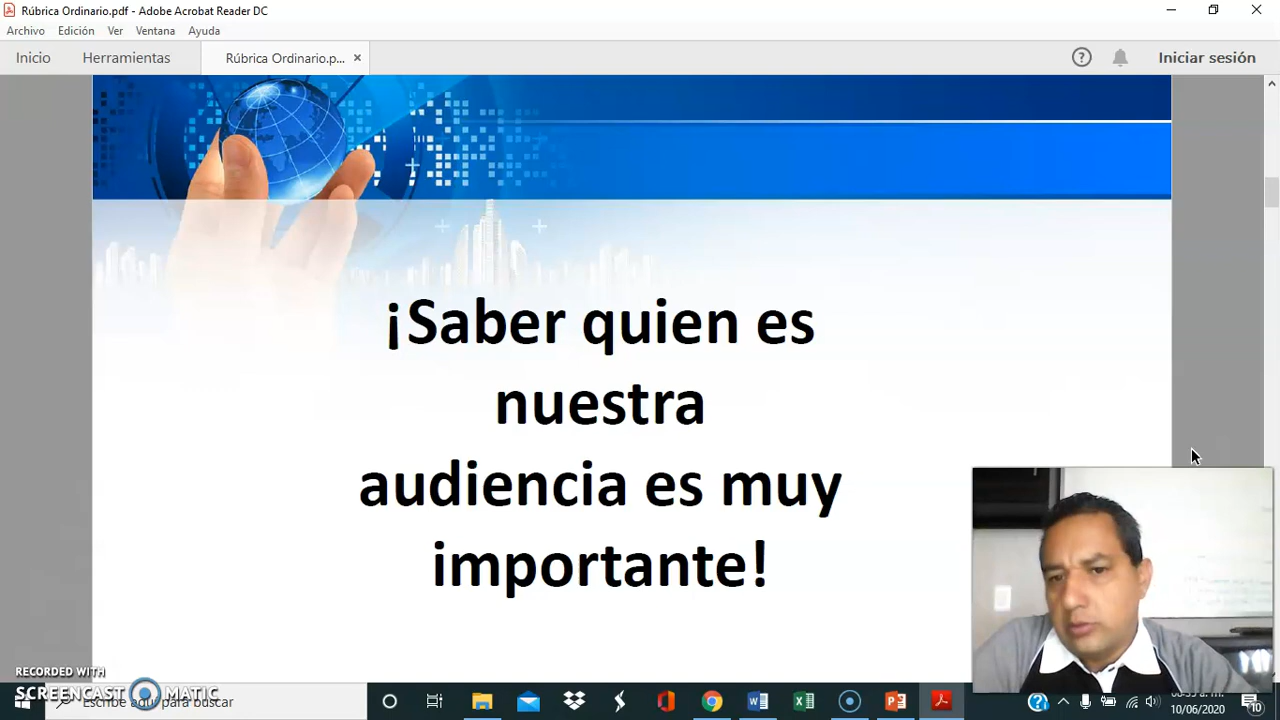 Rúbrica Ordinario.pdf - Adobe Acrobat Reader DC
Archivo Edición Ver Ventana Ayuda
Inicio Herramientas Rúbrica Ordinario.p... × Iniciar sesión
¡Saber quien es
nuestra
audiencia es muy
importante!
RECORDED WITH
SCREENCAST MATIC
Escribe aquí para buscar
10/06/2020
10